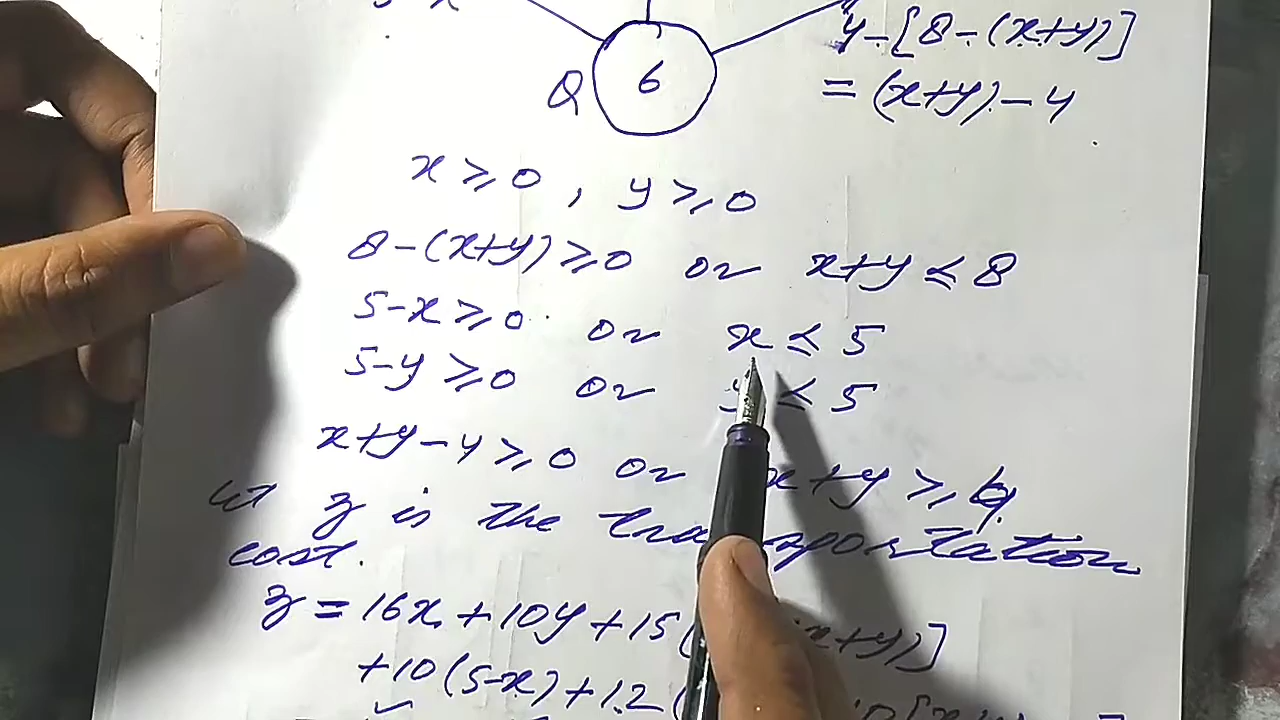 y-[8-(x+y)]
Q 6
= (x+y)-4
x ≥ 0 , y ≥ 0
8-(x+y) ≥ 0 or x+y ≤ 8
5-x ≥ 0 or x ≤ 5
5-y ≥ 0 or y ≤ 5
x+y-4 ≥ 0 or x+y ≥ 4
let z is the transportation
cost.
z = 16x + 10y + 15[ x+y)]
+10(5-x)+12(